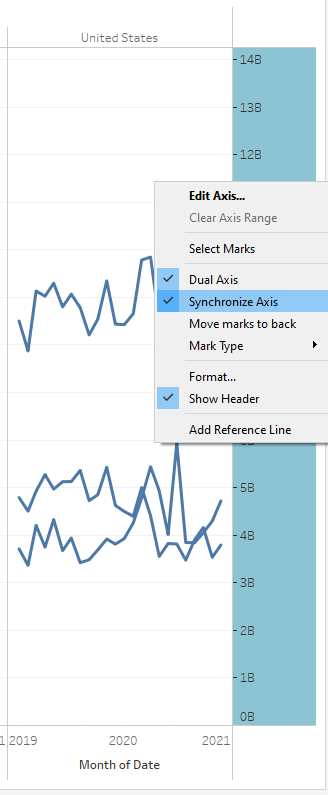 United States
14B
13B
12B
Edit Axis...
Clear Axis Range
Select Marks
Dual Axis
Synchronize Axis
Move marks to back
Mark Type
Format...
Show Header
Add Reference Line
5B
4B
3B
2B
1B
0B
1 2019 2020 2021
Month of Date